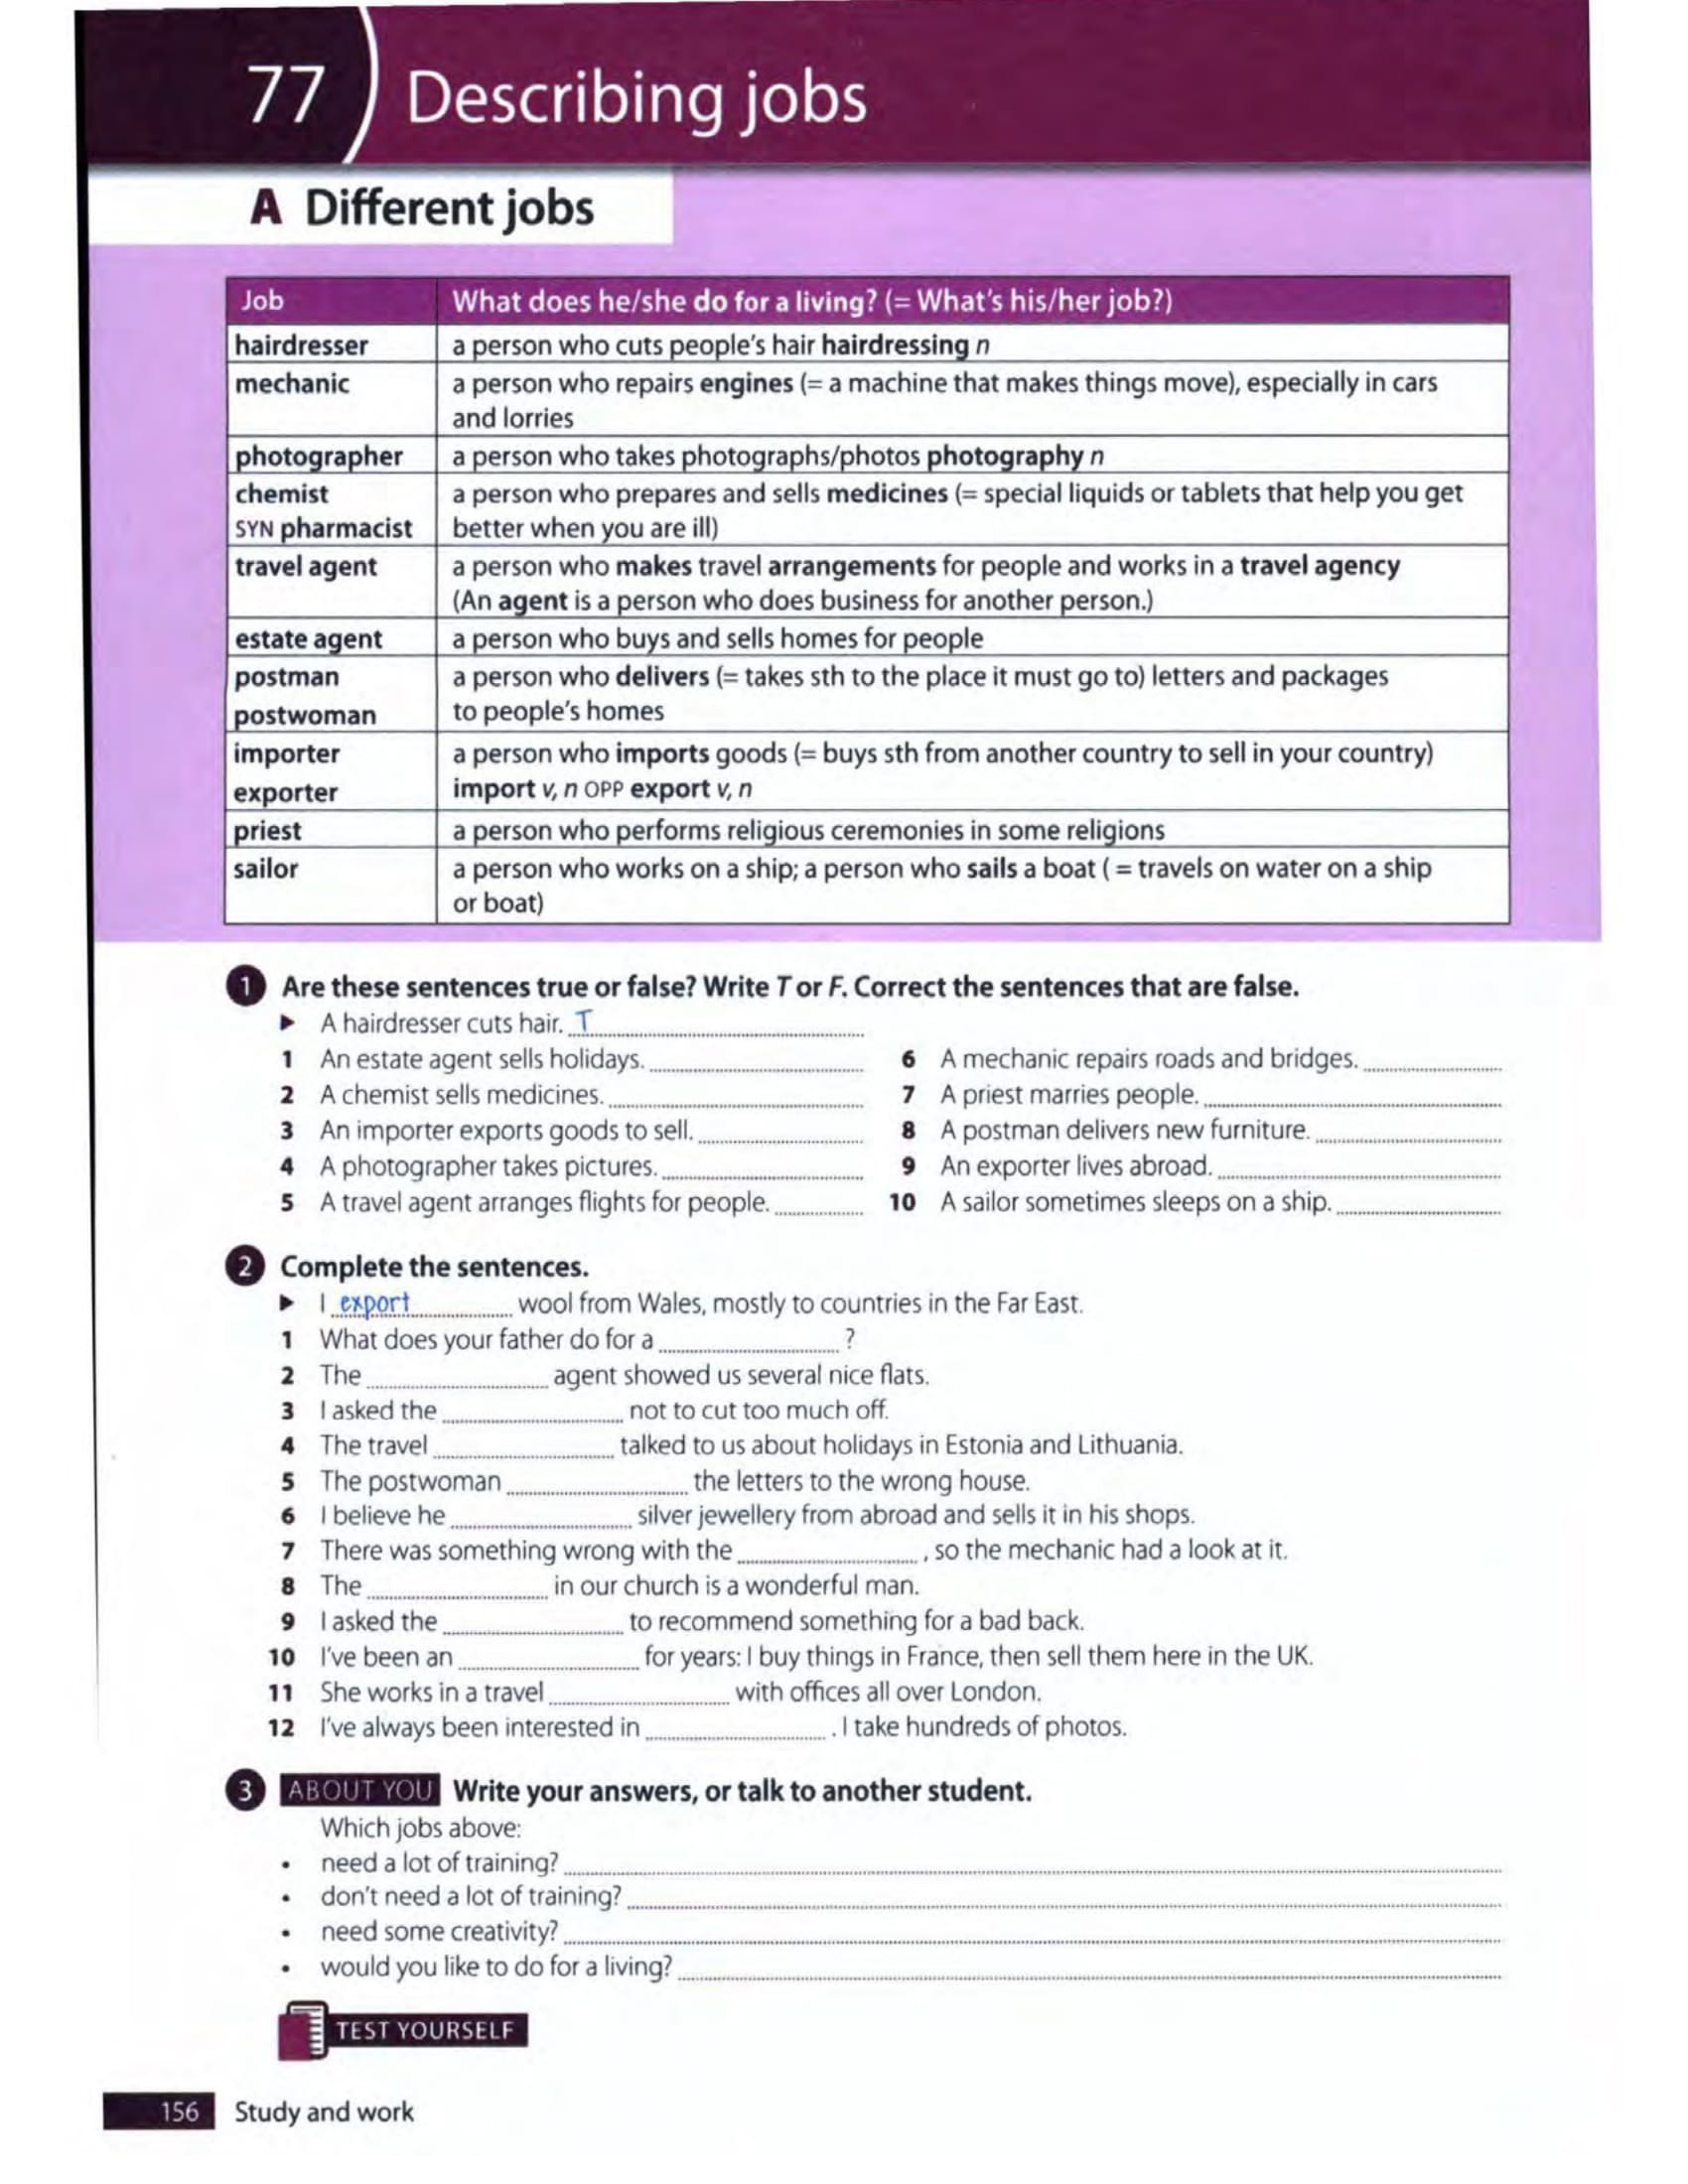 77 Describing jobs
A Different jobs
Job What does he/she do for a living? (= What's his/her job?)
hairdresser a person who cuts people's hair hairdressing n
mechanic a person who repairs engines (= a machine that makes things move), especially in cars
and lorries
photographer a person who takes photographs/photos photography n
chemist a person who prepares and sells medicines (= special liquids or tablets that help you get
SYN pharmacist better when you are ill)
travel agent a person who makes travel arrangements for people and works in a travel agency
(An agent is a person who does business for another person.)
estate agent a person who buys and sells homes for people
postman a person who delivers (= takes sth to the place it must go to) letters and packages
postwoman to people's homes
importer a person who imports goods (= buys sth from another country to sell in your country)
exporter import v, n OPP export v, n
priest a person who performs religious ceremonies in some religions
sailor a person who works on a ship; a person who sails a boat ( = travels on water on a ship
or boat)
1 Are these sentences true or false? Write T or F. Correct the sentences that are false.
► A hairdresser cuts hair. T
1 An estate agent sells holidays.
2 A chemist sells medicines.
3 An importer exports goods to sell.
4 A photographer takes pictures.
5 A travel agent arranges flights for people.
6 A mechanic repairs roads and bridges.
7 A priest marries people.
8 A postman delivers new furniture.
9 An exporter lives abroad.
10 A sailor sometimes sleeps on a ship.
2 Complete the sentences.
► I export wool from Wales, mostly to countries in the Far East.
1 What does your father do for a ?
2 The agent showed us several nice flats.
3 I asked the not to cut too much off.
4 The travel talked to us about holidays in Estonia and Lithuania.
5 The postwoman the letters to the wrong house.
6 I believe he silver jewellery from abroad and sells it in his shops.
7 There was something wrong with the , so the mechanic had a look at it.
8 The in our church is a wonderful man.
9 I asked the to recommend something for a bad back.
10 I've been an for years: I buy things in France, then sell them here in the UK.
11 She works in a travel with offices all over London.
12 I've always been interested in . I take hundreds of photos.
3 ABOUT YOU Write your answers, or talk to another student.
Which jobs above:
• need a lot of training?
• don't need a lot of training?
• need some creativity?
• would you like to do for a living?
TEST YOURSELF
156 Study and work